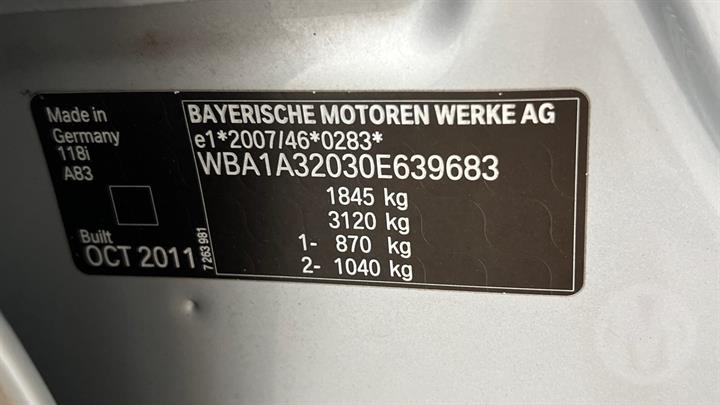 Made in
Germany
118i
A83
Built
OCT 2011
7 263 981
BAYERISCHE MOTOREN WERKE AG
e1*2007/46*0283*
WBA1A32030E639683
1845 kg
3120 kg
1- 870 kg
2- 1040 kg